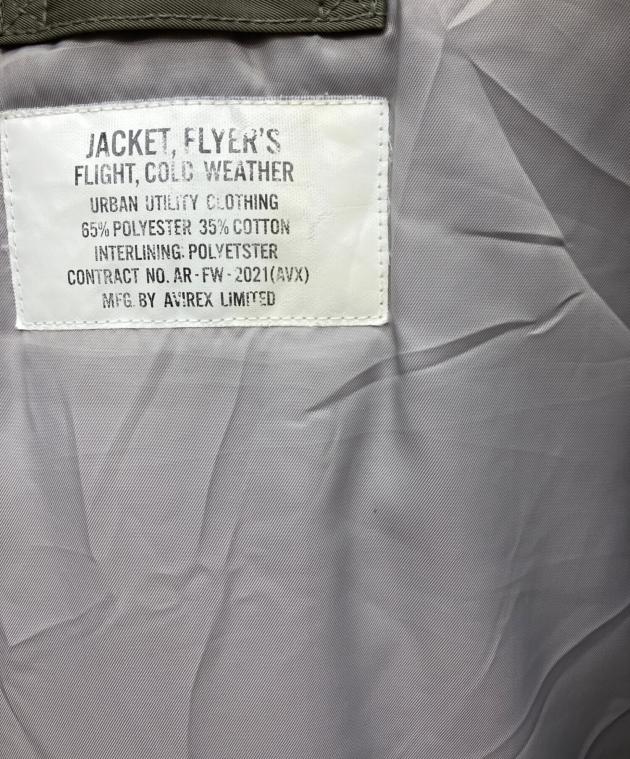 JACKET, FLYER'S
FLIGHT, COLD WEATHER
URBAN UTILITY CLOTHING
65% POLYESTER 35% COTTON
INTERLINING: POLYETSTER
CONTRACT NO. AR-FW-2021(AVX)
MFG. BY AVIREX LIMITED